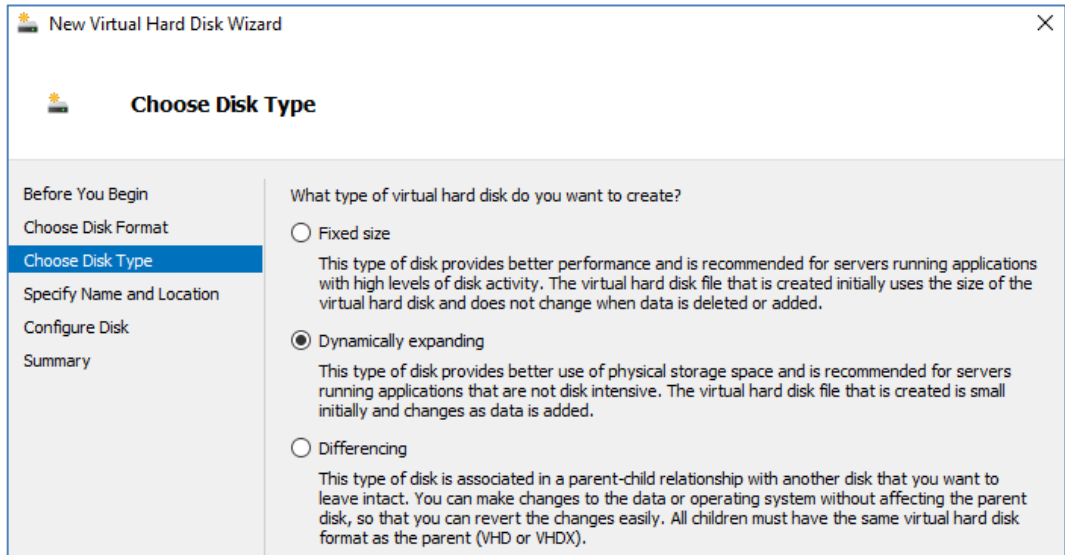 New Virtual Hard Disk Wizard
Choose Disk Type
Before You Begin
Choose Disk Format
Choose Disk Type
Specify Name and Location
Configure Disk
Summary
What type of virtual hard disk do you want to create?
Fixed size
This type of disk provides better performance and is recommended for servers running applications
with high levels of disk activity. The virtual hard disk file that is created initially uses the size of the
virtual hard disk and does not change when data is deleted or added.
Dynamically expanding
This type of disk provides better use of physical storage space and is recommended for servers
running applications that are not disk intensive. The virtual hard disk file that is created is small
initially and changes as data is added.
Differencing
This type of disk is associated in a parent-child relationship with another disk that you want to
leave intact. You can make changes to the data or operating system without affecting the parent
disk, so that you can revert the changes easily. All children must have the same virtual hard disk
format as the parent (VHD or VHDX).